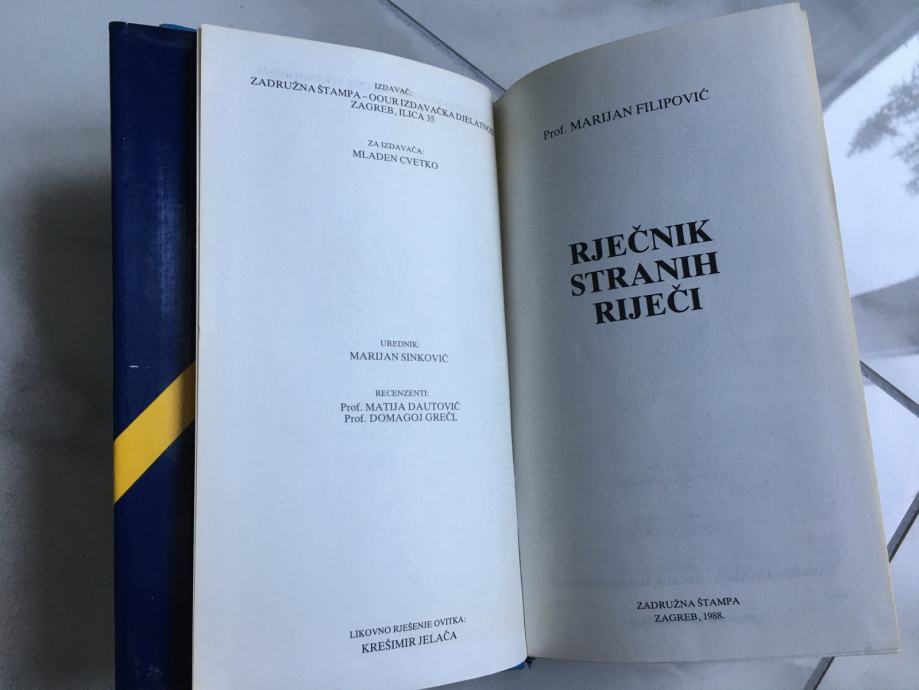 IZDAVAČ:
ZADRUŽNA ŠTAMPA – OOUR IZDAVAČKA DJELATNOST
ZAGREB, ILICA 35
ZA IZDAVAČA:
MLADEN CVETKO
UREDNIK:
MARIJAN SINKOVIĆ
RECENZENTI:
Prof. MATIJA DAUTOVIĆ
Prof. DOMAGOJ GREČL
LIKOVNO RJEŠENJE OVITKA:
KREŠIMIR JELAČA
Prof. MARIJAN FILIPOVIĆ
RJEČNIK
STRANIH
RIJEČI
ZADRUŽNA ŠTAMPA
ZAGREB, 1988.